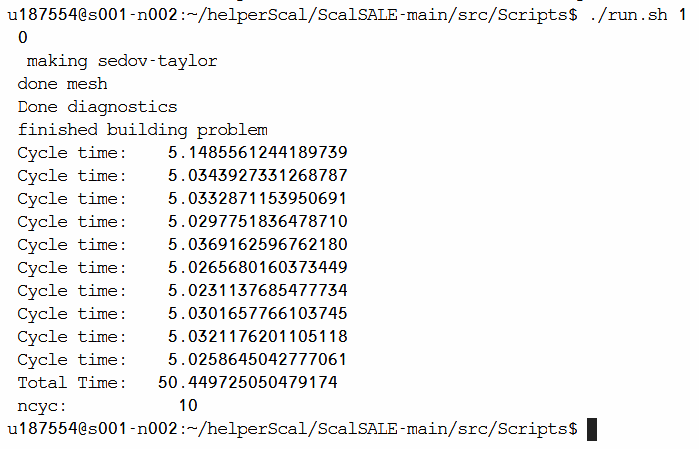 u187554@s001-n002:~/helperScal/ScalSALE-main/src/Scripts$ ./run.sh 1
0
making sedov-taylor
done mesh
Done diagnostics
finished building problem
Cycle time: 5.1485561244189739
Cycle time: 5.0343927331268787
Cycle time: 5.0332871153950691
Cycle time: 5.0297751836478710
Cycle time: 5.0369162596762180
Cycle time: 5.0265680160373449
Cycle time: 5.0231137685477734
Cycle time: 5.0301657766103745
Cycle time: 5.0321176201105118
Cycle time: 5.0258645042777061
Total Time: 50.449725050479174
ncyc: 10
u187554@s001-n002:~/helperScal/ScalSALE-main/src/Scripts$